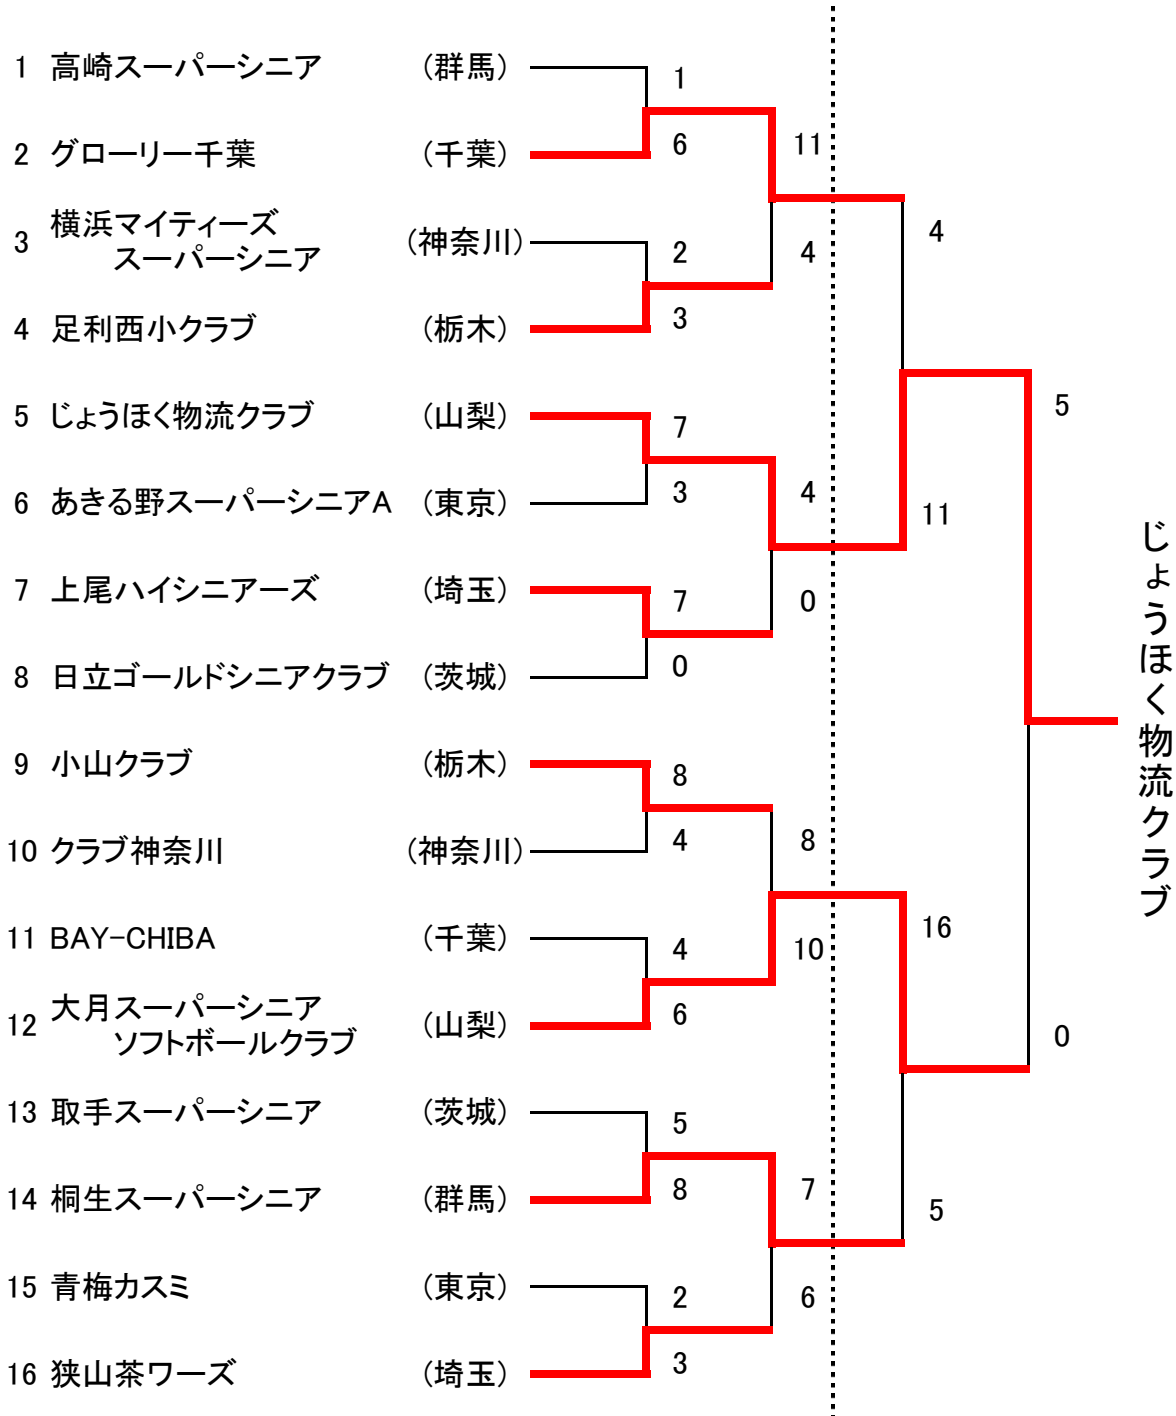 1 高崎スーパーシニア (群馬)
1
2 グローリー千葉 (千葉)
6
11
3 横浜マイティーズ
スーパーシニア (神奈川)
2
4
4
4 足利西小クラブ (栃木)
3
5 じょうほく物流クラブ (山梨)
7
5
6 あきる野スーパーシニアA (東京)
3
4
11
7 上尾ハイシニアーズ (埼玉)
7
0
8 日立ゴールドシニアクラブ (茨城)
0
じょうほく物流クラブ
9 小山クラブ (栃木)
8
10 クラブ神奈川 (神奈川)
4
8
11 BAY-CHIBA (千葉)
4
10
16
12 大月スーパーシニア
ソフトボールクラブ (山梨)
6
0
13 取手スーパーシニア (茨城)
5
14 桐生スーパーシニア (群馬)
8
7
5
15 青梅カスミ (東京)
2
6
16 狭山茶ワーズ (埼玉)
3